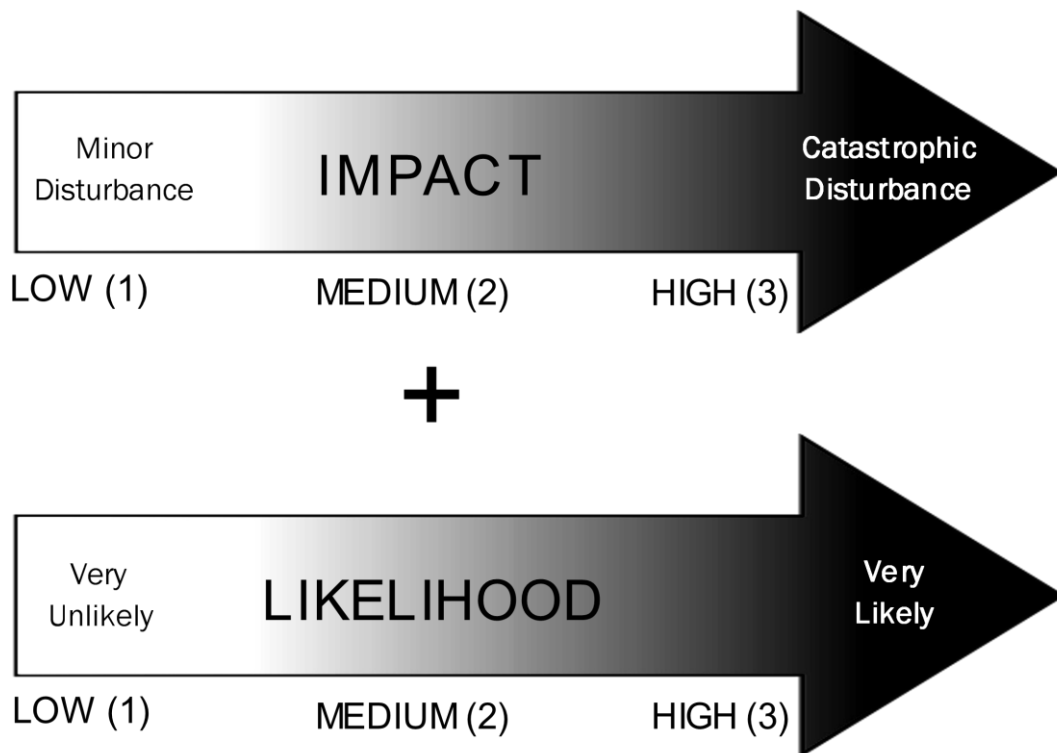 Minor
Disturbance
IMPACT
Catastrophic
Disturbance
LOW (1)
MEDIUM (2)
HIGH (3)
+
Very
Unlikely
LIKELIHOOD
Very
Likely
LOW (1)
MEDIUM (2)
HIGH (3)